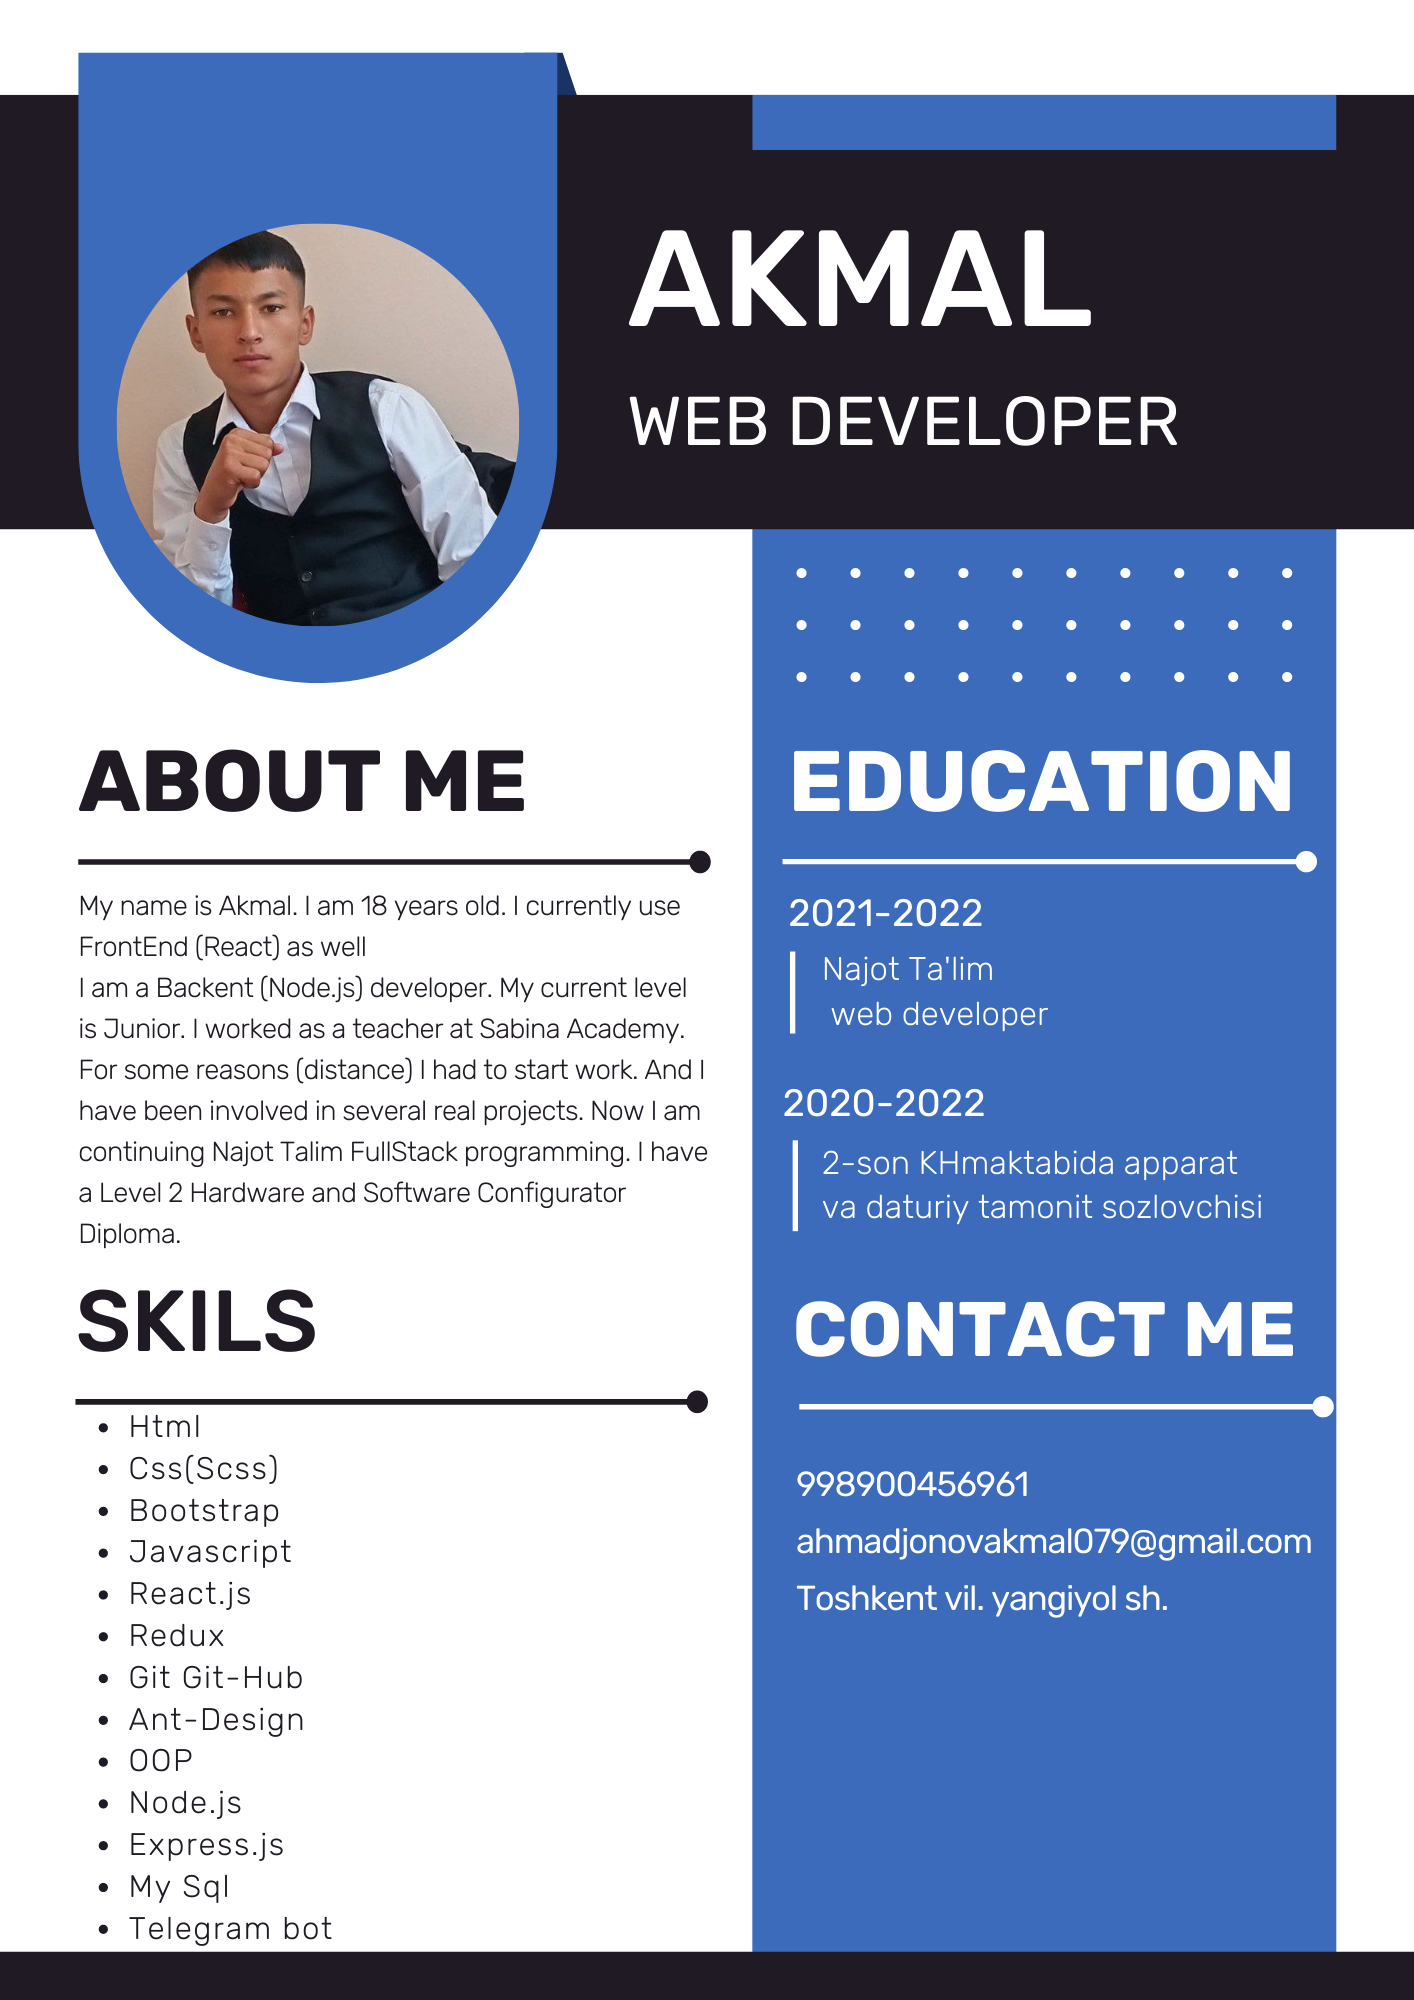 AKMAL
WEB DEVELOPER
ABOUT ME
My name is Akmal. I am 18 years old. I currently use
FrontEnd (React) as well
I am a Backent (Node.js) developer. My current level
is Junior. I worked as a teacher at Sabina Academy.
For some reasons (distance) I had to start work. And I
have been involved in several real projects. Now I am
continuing Najot Talim FullStack programming. I have
a Level 2 Hardware and Software Configurator
Diploma.
SKILS
• Html
• Css(Scss)
• Bootstrap
• Javascript
• React.js
• Redux
• Git Git-Hub
• Ant-Design
• OOP
• Node.js
• Express.js
• My Sql
• Telegram bot
EDUCATION
2021-2022
Najot Ta'lim
web developer
2020-2022
2-son KHmaktabida apparat
va daturiy tamonit sozlovchisi
CONTACT ME
998900456961
ahmadjonovakmal079@gmail.com
Toshkent vil. yangiyol sh.